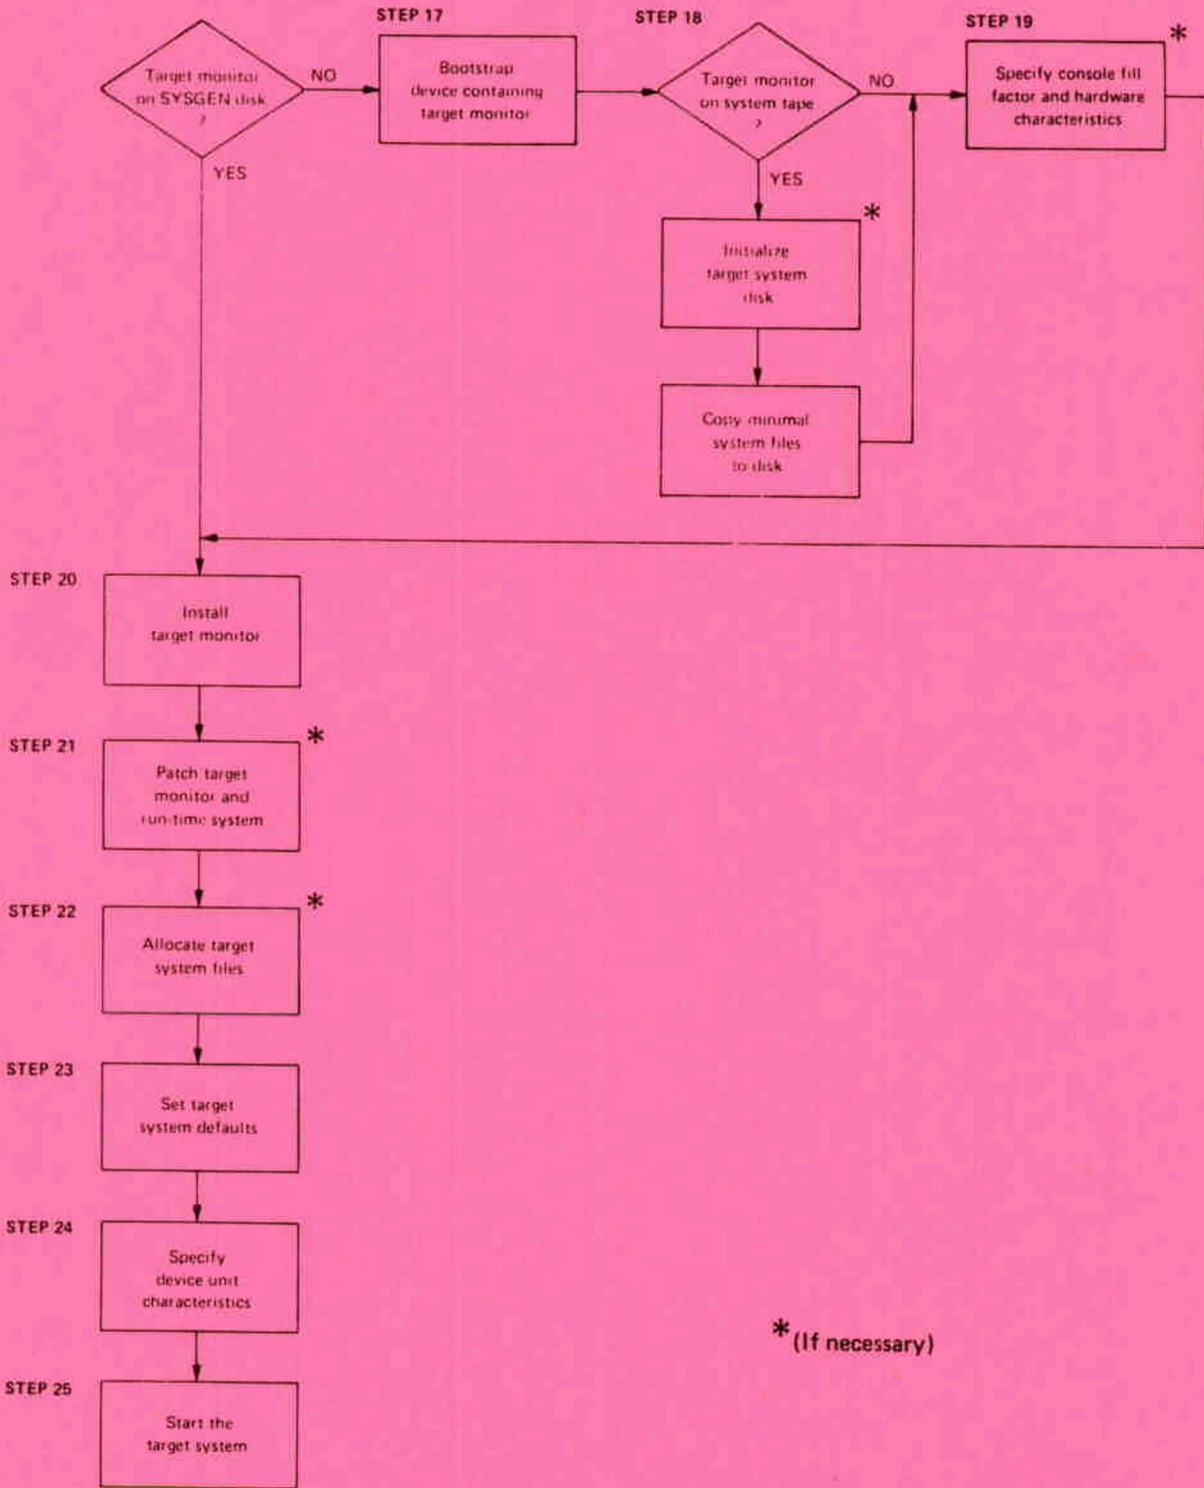 STEP 17
STEP 18
STEP 19
Target monitor
on SYSGEN disk
?
NO
YES
Bootstrap
device containing
target monitor
Target monitor
on system tape
?
NO
YES
*
Specify console fill
factor and hardware
characteristics
*
Initialize
target system
disk
Copy minimal
system files
to disk
STEP 20
Install
target monitor
STEP 21
*
Patch target
monitor and
run-time system
STEP 22
*
Allocate target
system files
STEP 23
Set target
system defaults
STEP 24
Specify
device unit
characteristics
* (If necessary)
STEP 25
Start the
target system